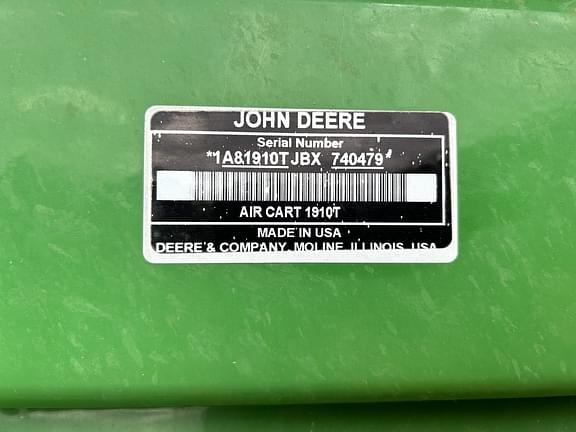 JOHN DEERE
Serial Number
*1A81910TJBX 740479*
AIR CART 1910T
MADE IN USA
DEERE & COMPANY, MOLINE, ILLINOIS, USA